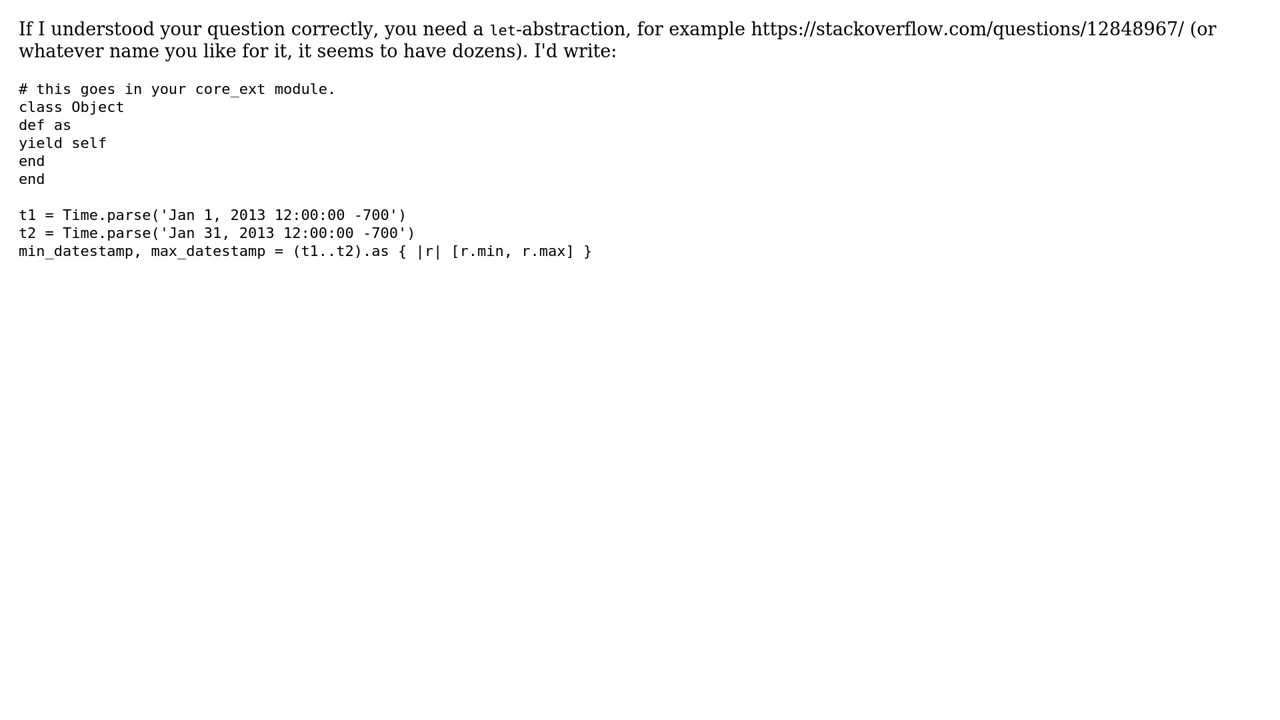 If I understood your question correctly, you need a let-abstraction, for example https://stackoverflow.com/questions/12848967/ (or
whatever name you like for it, it seems to have dozens). I'd write:
# this goes in your core_ext module.
class Object
def as
yield self
end
end
t1 = Time.parse('Jan 1, 2013 12:00:00 -700')
t2 = Time.parse('Jan 31, 2013 12:00:00 -700')
min_datestamp, max_datestamp = (t1..t2).as { |r| [r.min, r.max] }